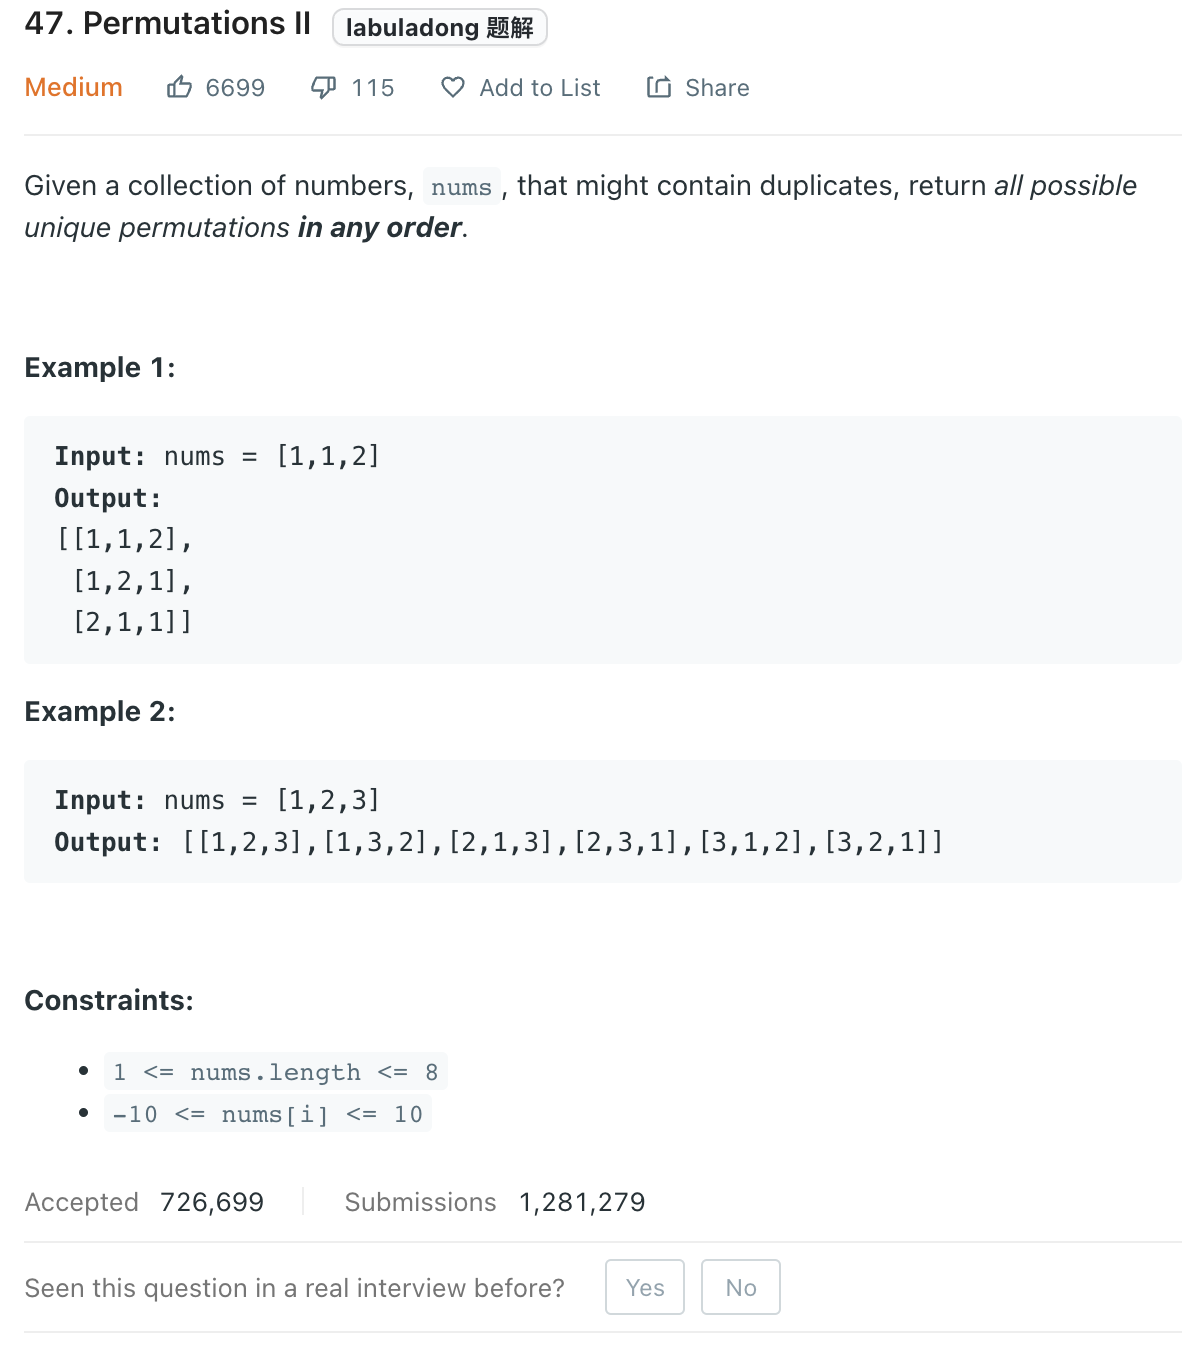 47. Permutations II labuladong 题解
Medium 6699 115 Add to List Share
Given a collection of numbers, nums , that might contain duplicates, return all possible
unique permutations in any order.
Example 1:
Input: nums = [1,1,2]
Output:
[[1,1,2],
[1,2,1],
[2,1,1]]
Example 2:
Input: nums = [1,2,3]
Output: [[1,2,3],[1,3,2],[2,1,3],[2,3,1],[3,1,2],[3,2,1]]
Constraints:
1 <= nums.length <= 8
-10 <= nums[i] <= 10
Accepted 726,699 Submissions 1,281,279
Seen this question in a real interview before? Yes No